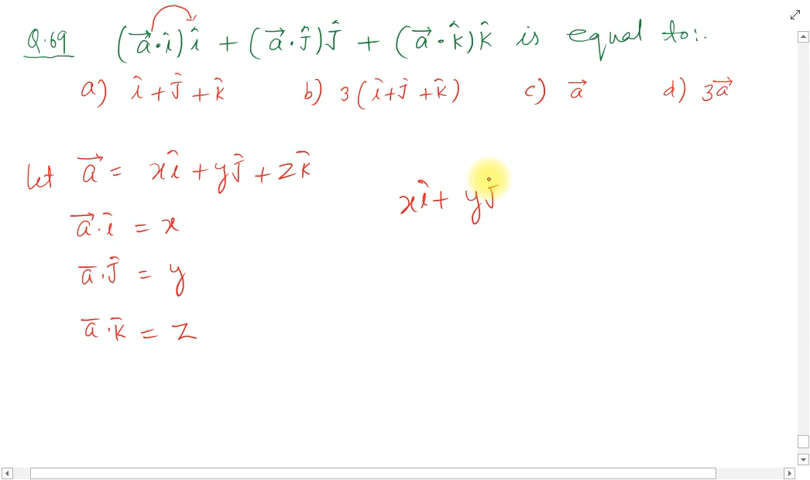 Q.69 (a⃗·î)î + (a⃗·ĵ)ĵ + (a⃗·k̂)k̂ is equal to:.
a) î+ĵ+k̂ b) 3(î+ĵ+k̂) c) a⃗ d) 3a⃗
let a⃗ = xî+yĵ+zk̂
xî+ yĵ
a⃗·î = x
a̅·ĵ = y
a̅·k̂ = z